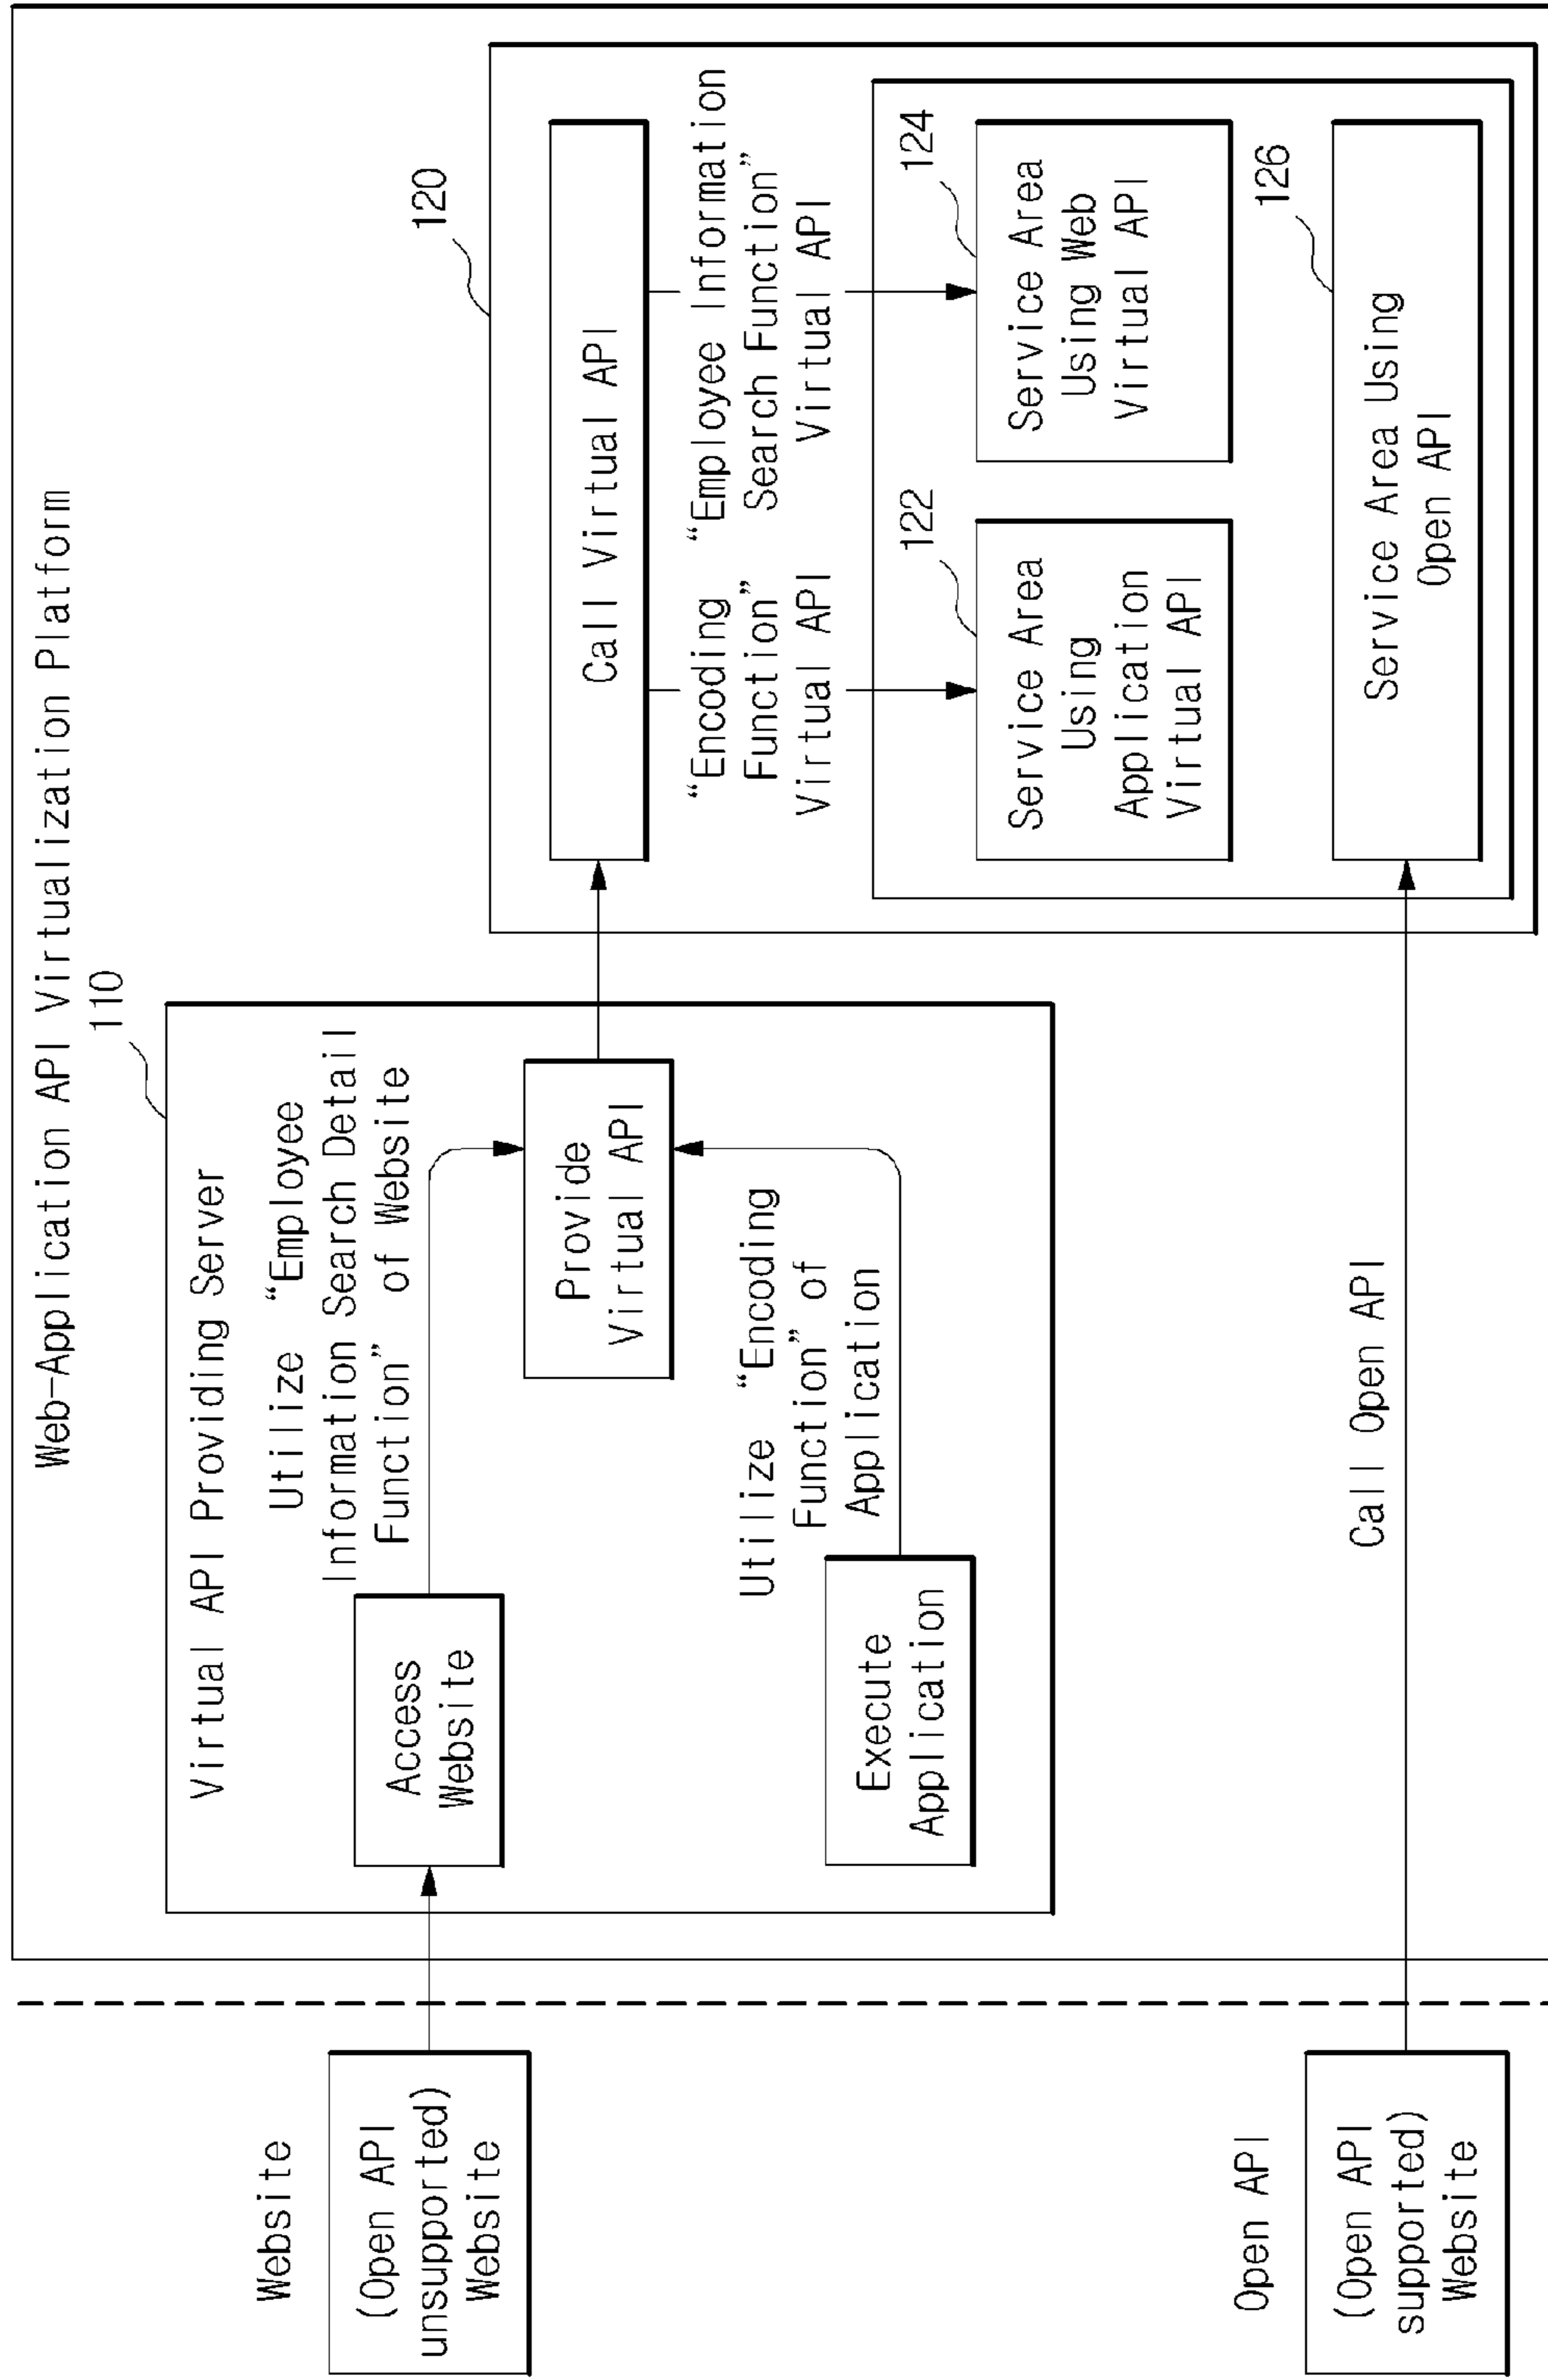 Web-Application API Virtualization Platform
Website
(Open API
unsupported)
Website
Open API
(Open API
supported)
Website
110
Virtual API Providing Server
Access
Website
Utilize "Employee
Information Search Detail
Function" of Website
Provide
Virtual API
Utilize "Encoding
Function" of
Application
Execute
Application
Call Open API
120
Call Virtual API
"Encoding
Function"
Virtual API
"Employee Information
Search Function"
Virtual API
122
Service Area
Using
Application
Virtual API
124
Service Area
Using Web
Virtual API
126
Service Area Using
Open API